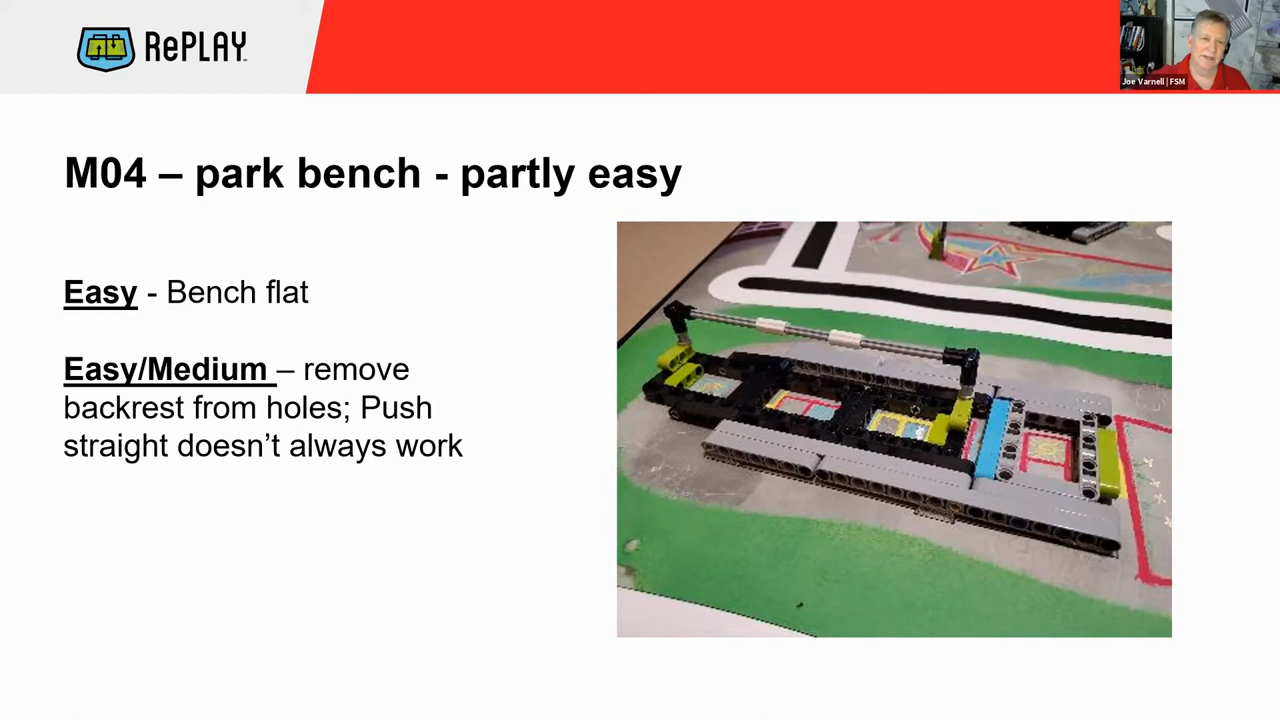 RePLAY
Joe Varnell | FSM
M04 – park bench - partly easy
Easy - Bench flat
Easy/Medium – remove
backrest from holes; Push
straight doesn’t always work